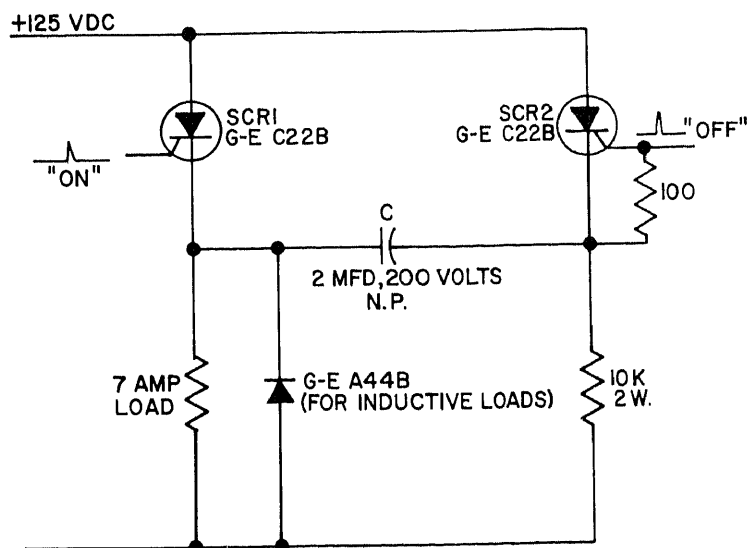 +125 VDC
SCR1
G-E C22B
"ON"
SCR2
G-E C22B
"OFF"
100
C
2 MFD, 200 VOLTS
N.P.
7 AMP
LOAD
G-E A44B
(FOR INDUCTIVE LOADS)
10K
2W.